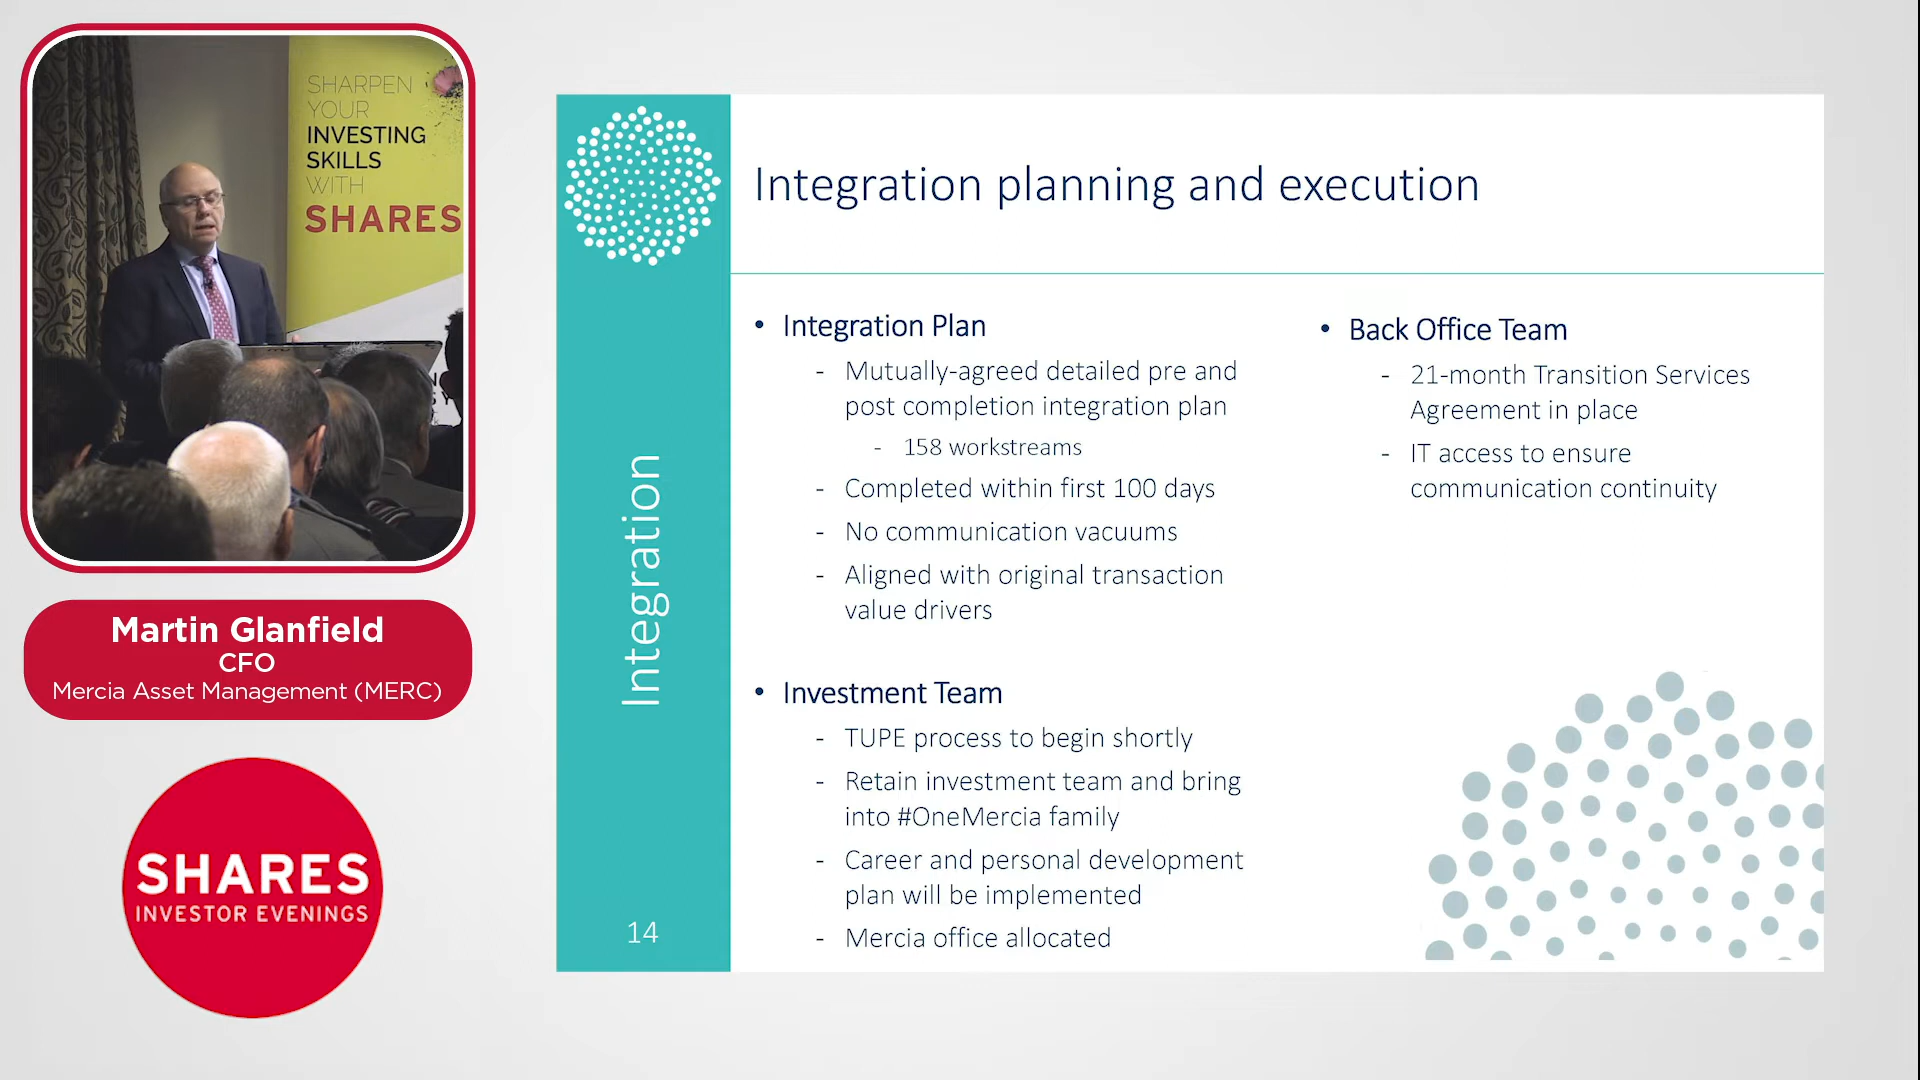 SHARPEN
YOUR
INVESTING
SKILLS
WITH
SHARES
Martin Glanfield
CFO
Mercia Asset Management (MERC)
SHARES
INVESTOR EVENINGS
Integration
14
Integration planning and execution
• Integration Plan
- Mutually-agreed detailed pre and
post completion integration plan
- 158 workstreams
- Completed within first 100 days
- No communication vacuums
- Aligned with original transaction
value drivers
• Investment Team
- TUPE process to begin shortly
- Retain investment team and bring
into #OneMercia family
- Career and personal development
plan will be implemented
- Mercia office allocated
• Back Office Team
- 21-month Transition Services
Agreement in place
- IT access to ensure
communication continuity